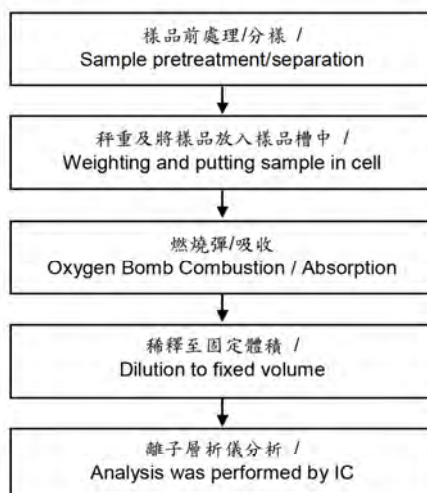 樣品前處理/分樣 /
Sample pretreatment/separation
秤重及將樣品放入樣品槽中 /
Weighting and putting sample in cell
燃燒彈/吸收
Oxygen Bomb Combustion / Absorption
稀釋至固定體積 /
Dilution to fixed volume
離子層析儀分析 /
Analysis was performed by IC